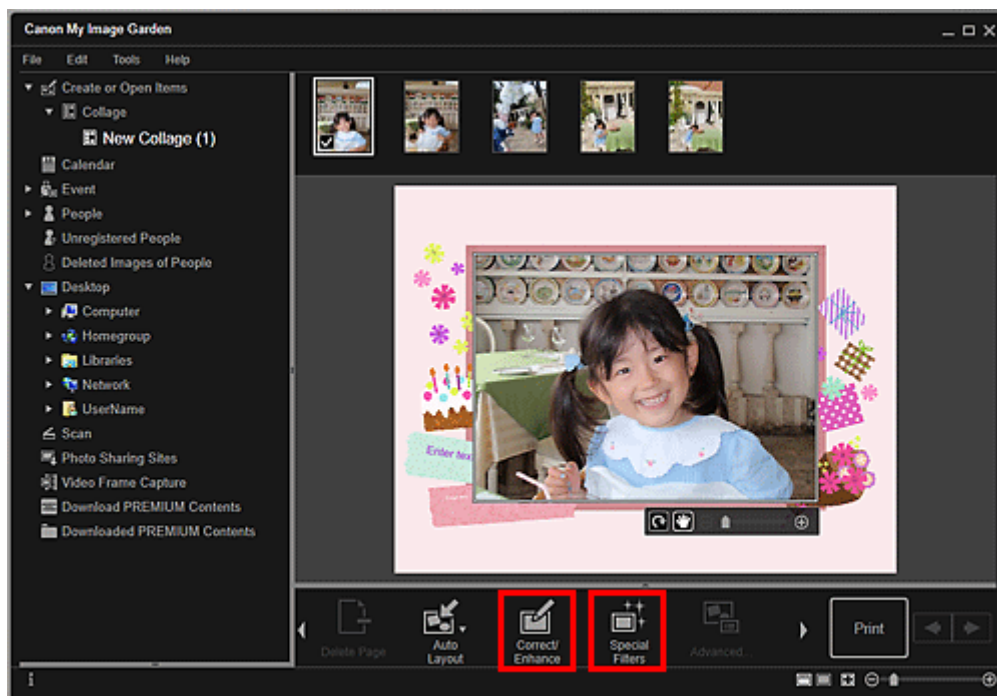 Canon My Image Garden
File Edit Tools Help
Create or Open Items
Collage
New Collage (1)
Calendar
Event
People
Unregistered People
Deleted Images of People
Desktop
Computer
Homegroup
Libraries
Network
UserName
Scan
Photo Sharing Sites
Video Frame Capture
Download PREMIUM Contents
Downloaded PREMIUM Contents
Enter tex
Delete Page
Auto
Layout
Correct/
Enhance
Special
Filters
Advanced...
Print